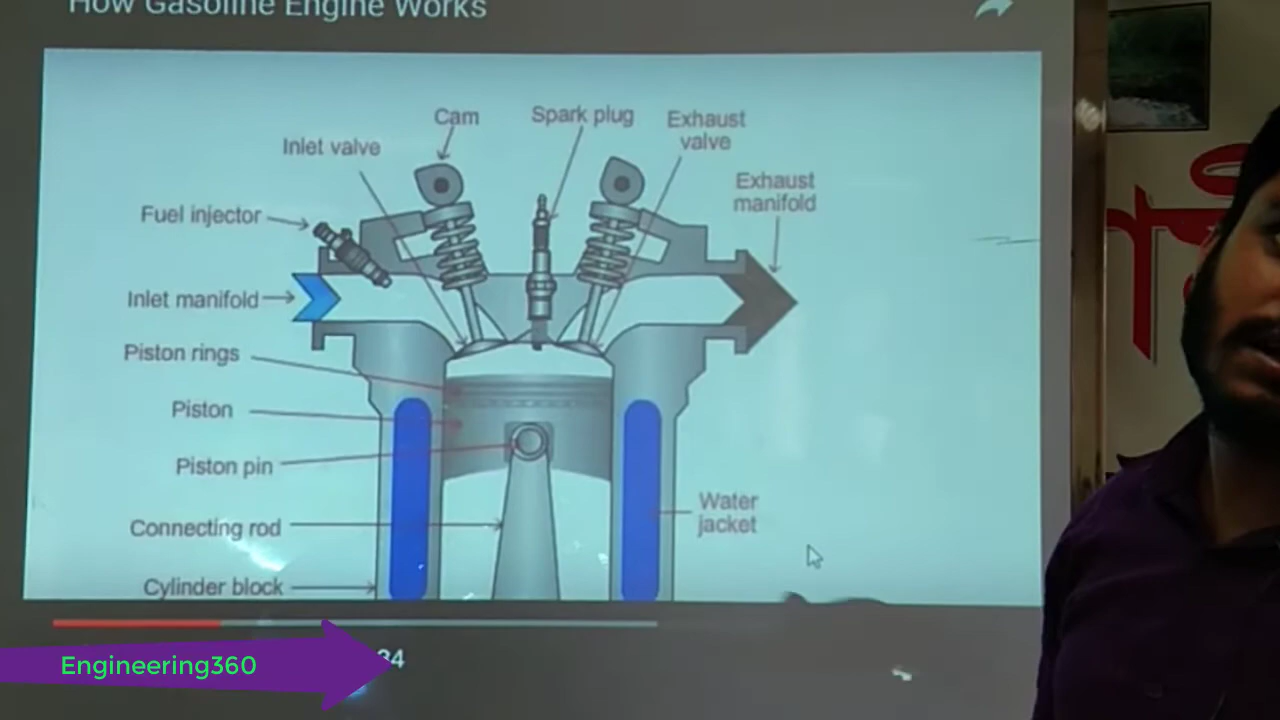 How Gasoline Engine Works
Cam
Spark plug
Exhaust
valve
Inlet valve
Exhaust
manifold
Fuel injector
Inlet manifold
Piston rings
Piston
Piston pin
Connecting rod
Water
jacket
Cylinder block
Engineering360
34